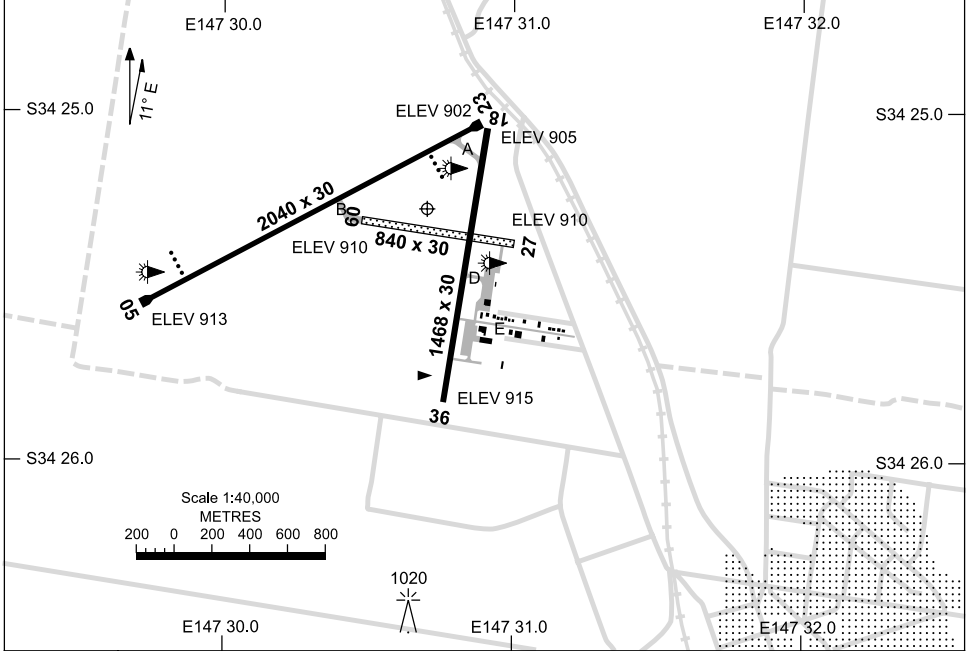 E147 30.0
E147 31.0
E147 32.0
11° E
S34 25.0
S34 25.0
ELEV 902
23
18
ELEV 905
A
2040 x 30
B
09
ELEV 910
840 x 30
ELEV 910
27
D
05
ELEV 913
1468 x 30
E
ELEV 915
36
S34 26.0
S34 26.0
Scale 1:40,000
METRES
200 0 200 400 600 800
1020
E147 30.0
E147 31.0
E147 32.0